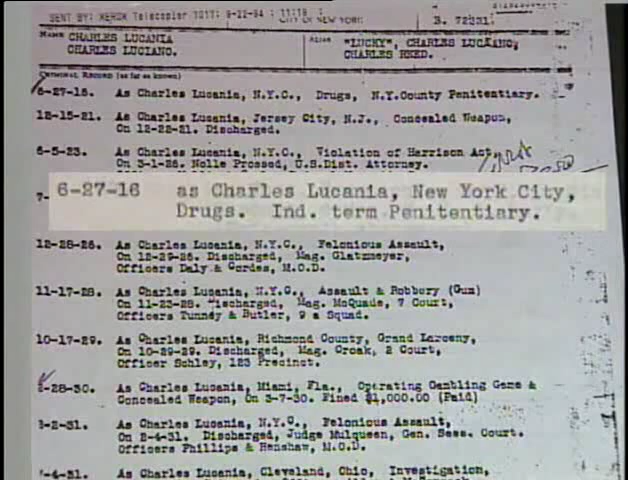 SENT BY: XEROX Telecopier 7017; 9-22-94 ; 11:18 ;
CITY OF NEW YORK
B. 72321
NAME CHARLES LUCANIA
CHARLES LUCIANO.
ALIAS "LUCKY", CHARLES LUCIANO,
CHARLES REED.
CRIMINAL RECORD (as far as known)
6-27-16. As Charles Lucania, N.Y.C., Drugs, N.Y.County Penitentiary.
12-15-21. As Charles Lucania, Jersey City, N.J., Concealed Weapon,
On 12-22-21. Discharged.
6-5-23. As Charles Lucania, N.Y.C., Violation of Harrison Act,
On 3-1-26. Nolle Prossed, U.S.Dist. Attorney.
7-
6-27-16 as Charles Lucania, New York City,
Drugs. Ind. term Penitentiary.
12-28-26. As Charles Lucania, N.Y.C., Felonious Assault,
On 12-29-26. Discharged, Mag. Glatzmeyer,
Officers Daly & Cordes, M.O.D.
11-17-28. As Charles Lucania, N.Y.C., Assault & Robbery (Gun)
On 11-23-28. Discharged, Mag. McQuade, 7 Court,
Officers Tunney & Butler, 9 a Squad.
10-17-29. As Charles Lucania, Richmond County, Grand Larceny,
On 10-29-29. Discharged, Mag. Croak, 2 Court,
Officer Schley, 123 Precinct.
-28-30. As Charles Lucania, Miami, Fla., Operating Gambling Game &
Concealed Weapon, On 3-7-30. Fined $1,000.00 (Paid)
-2-31. As Charles Lucania, N.Y.C., Felonious Assault,
On 2-4-31. Discharged, Judge Mulqueen, Gen. Sess. Court.
Officers Phillips & Henshaw, M.O.D.
-4-31. As Charles Lucania, Cleveland, Ohio, Investigation,